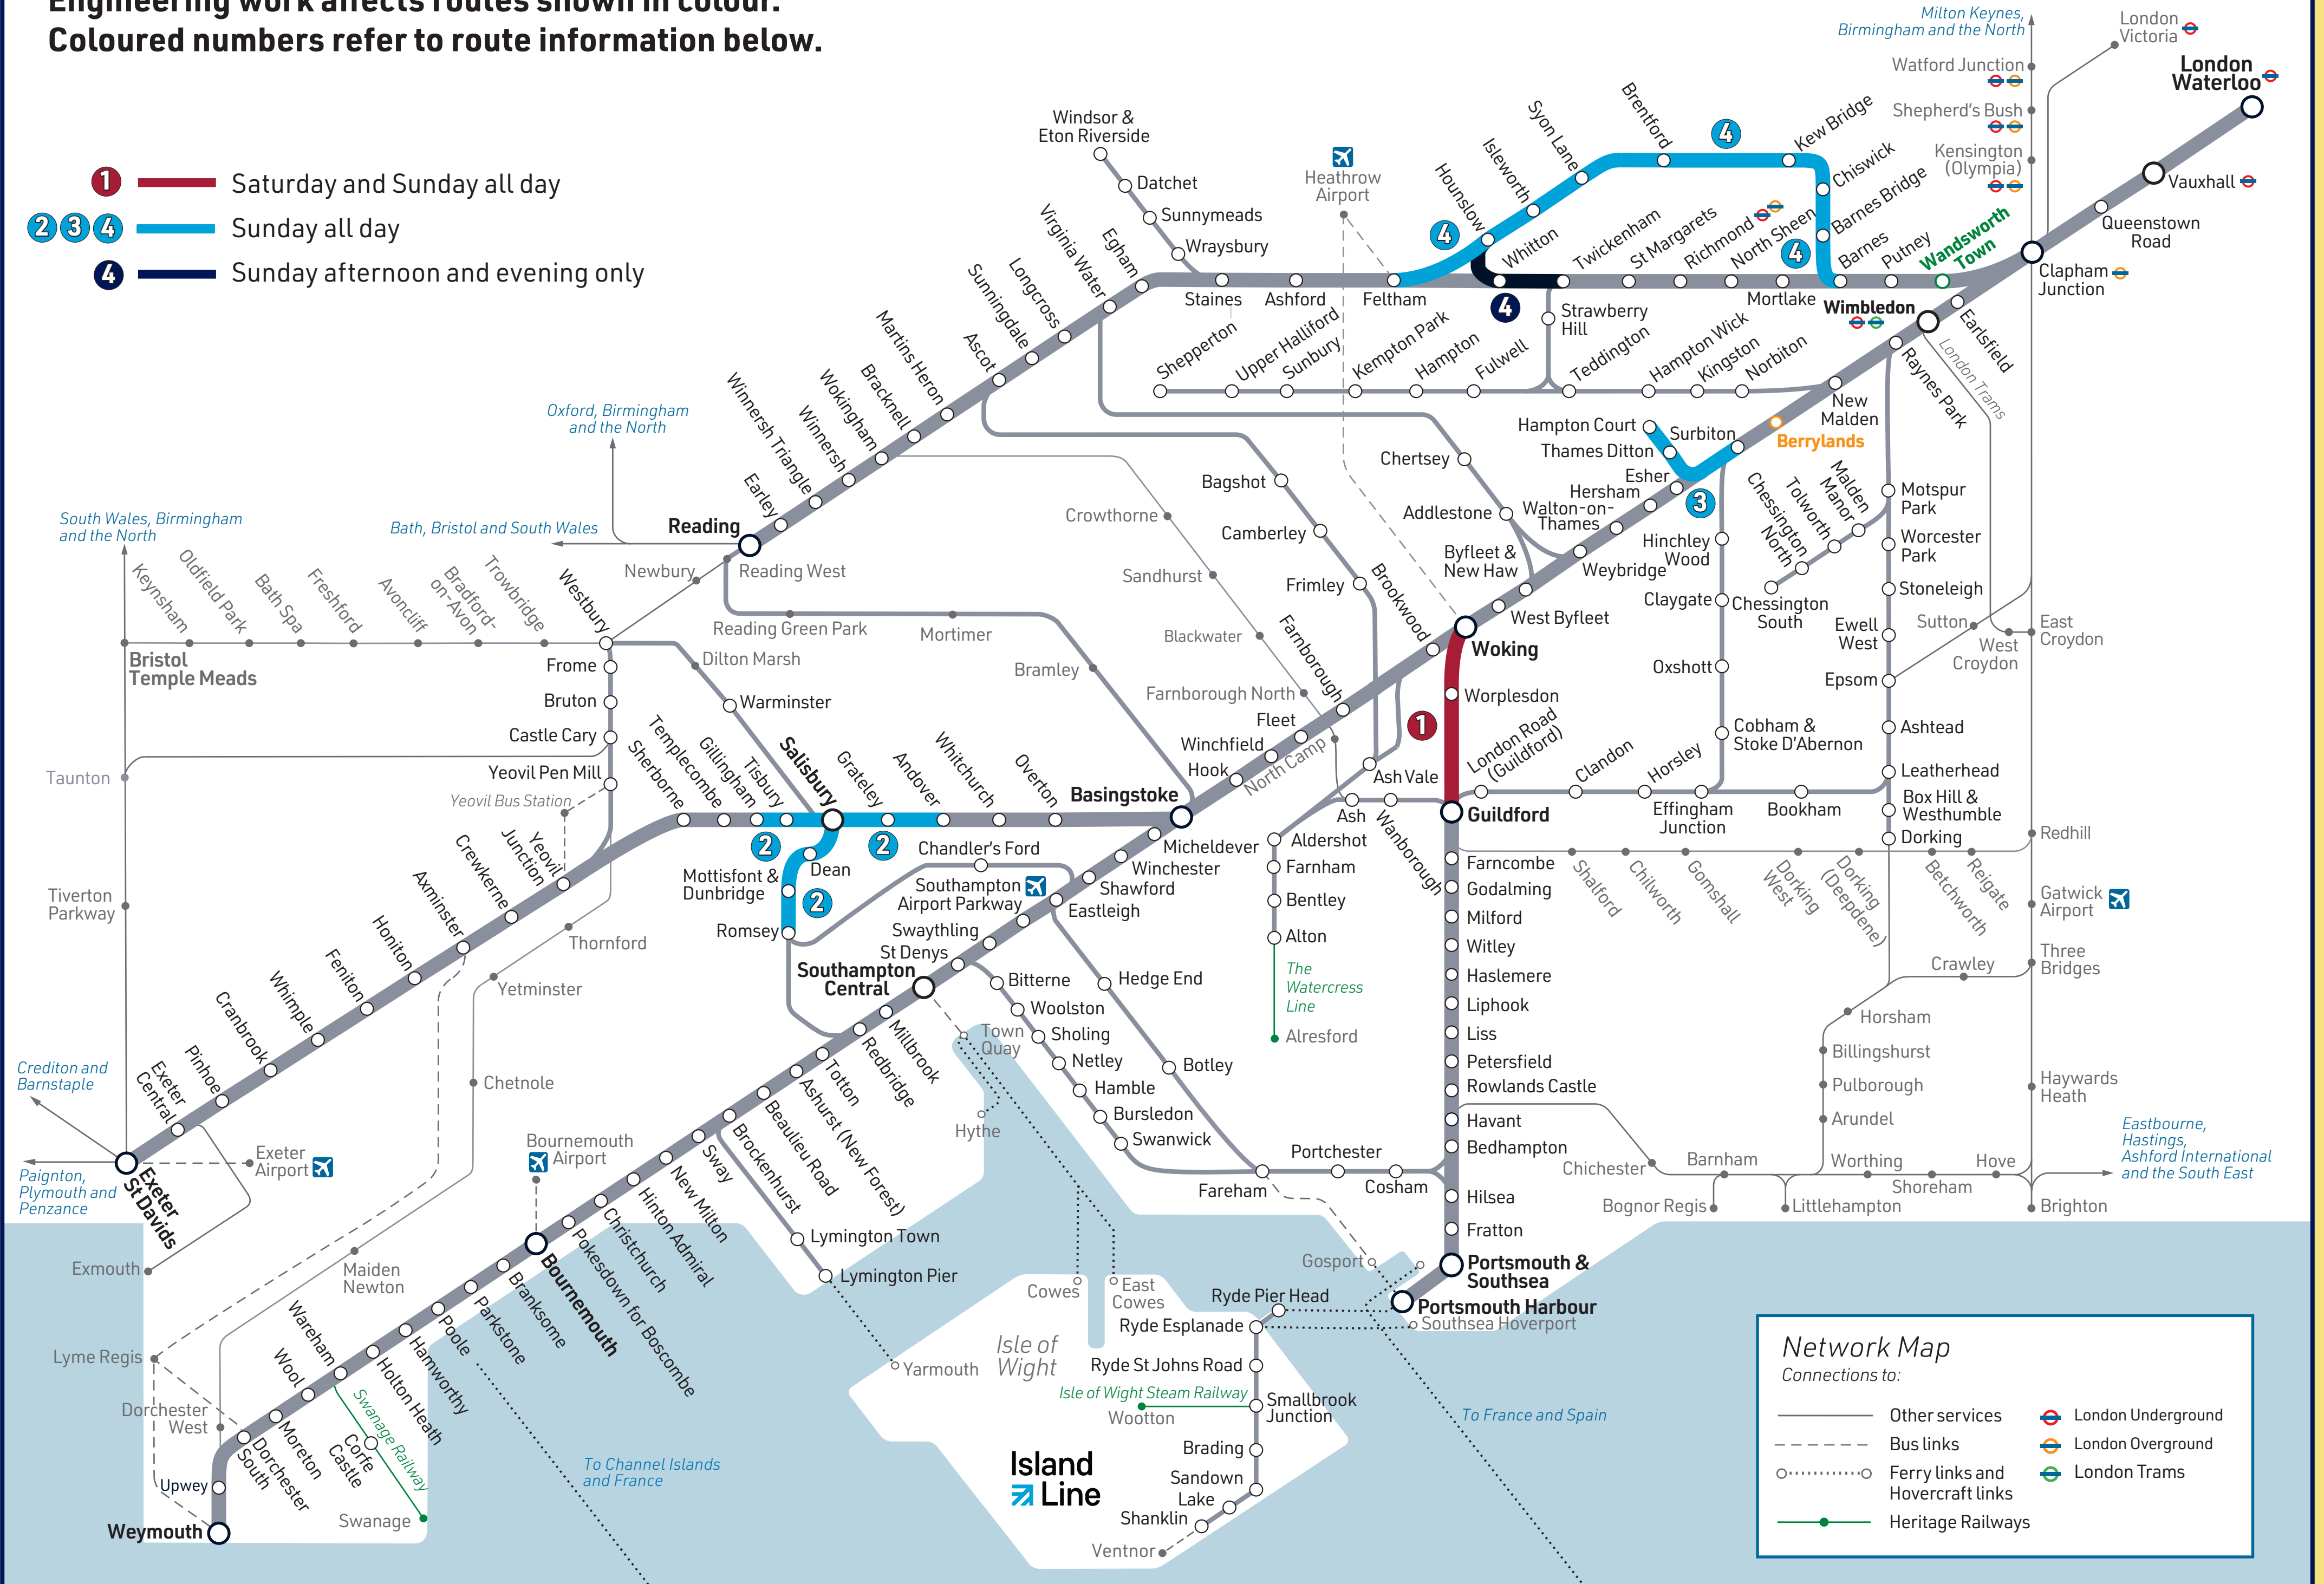 Engineering work affects routes shown in colour.
Coloured numbers refer to route information below.
1 Saturday and Sunday all day
2 3 4 Sunday all day
4 Sunday afternoon and evening only
Milton Keynes,
Birmingham and the North
London
Victoria
Watford Junction
London
Waterloo
Shepherd's Bush
Kensington
(Olympia)
Vauxhall
Queenstown
Road
Clapham
Junction
Windsor &
Eton Riverside
Datchet
Sunnymeads
Wraysbury
Heathrow
Airport
Hounslow
Isleworth
Syon Lane
Brentford
4
Kew Bridge
Chiswick
Barnes Bridge
4
4
4
Whitton
Twickenham
St Margarets
Richmond
North Sheen
Mortlake
Barnes
Putney
Wandsworth
Town
Virginia Water
Egham
Staines
Ashford
Feltham
Strawberry
Hill
Wimbledon
Earlsfield
London Trams
Raynes Park
Shepperton
Upper Halliford
Sunbury
Kempton Park
Hampton
Fulwell
Teddington
Hampton Wick
Kingston
Norbiton
New
Malden
Berrylands
Surbiton
Hampton Court
Thames Ditton
3
Esher
Hersham
Walton-on-
Thames
Weybridge
Byfleet &
New Haw
West Byfleet
Chertsey
Addlestone
Longcross
Sunningdale
Ascot
Martins Heron
Bracknell
Wokingham
Winnersh
Winnersh Triangle
Earley
Reading
Oxford, Birmingham
and the North
Bath, Bristol and South Wales
South Wales, Birmingham
and the North
Keynsham
Oldfield Park
Bath Spa
Freshford
Avoncliff
Bradford-
on-Avon
Trowbridge
Westbury
Newbury
Reading West
Reading Green Park
Mortimer
Bramley
Bagshot
Camberley
Frimley
Crowthorne
Sandhurst
Blackwater
Farnborough North
North Camp
Brookwood
Farnborough
Fleet
Winchfield
Hook
Woking
Worplesdon
1
Guildford
London Road
(Guildford)
Clandon
Horsley
Effingham
Junction
Bookham
Hinchley
Wood
Claygate
Oxshott
Cobham &
Stoke D'Abernon
Malden
Manor
Tolworth
Chessington
North
Chessington
South
Motspur
Park
Worcester
Park
Stoneleigh
Ewell
West
Epsom
Ashtead
Leatherhead
Box Hill &
Westhumble
Dorking
Sutton
West
Croydon
East
Croydon
Redhill
Gatwick
Airport
Three
Bridges
Crawley
Horsham
Billingshurst
Pulborough
Arundel
Haywards
Heath
Shalford
Chilworth
Gomshall
Dorking
West
Dorking
(Deepdene)
Betchworth
Reigate
Bristol
Temple Meads
Taunton
Tiverton
Parkway
Frome
Bruton
Castle Cary
Yeovil Pen Mill
Yeovil Bus Station
Dilton Marsh
Warminster
Sherborne
Templecombe
Gillingham
Tisbury
Salisbury
Grateley
Andover
Whitchurch
Overton
Basingstoke
2
2
2
Dean
Mottisfont &
Dunbridge
Romsey
Chandler's Ford
Southampton
Airport Parkway
Swaythling
St Denys
Southampton
Central
Micheldever
Winchester
Shawford
Eastleigh
Ash Vale
Ash
Wanborough
Aldershot
Farnham
Bentley
Alton
The
Watercress
Line
Alresford
Farncombe
Godalming
Milford
Witley
Haslemere
Liphook
Liss
Petersfield
Rowlands Castle
Havant
Bedhampton
Hilsea
Fratton
Portsmouth &
Southsea
Portsmouth Harbour
Southsea Hoverport
Gosport
Yeovil
Junction
Crewkerne
Axminster
Honiton
Feniton
Whimple
Cranbrook
Pinhoe
Exeter
Central
Exeter
St Davids
Exeter
Airport
Exmouth
Crediton and
Barnstaple
Paignton,
Plymouth and
Penzance
Thornford
Yetminster
Chetnole
Maiden
Newton
Lyme Regis
Dorchester
West
Hedge End
Botley
Bitterne
Woolston
Sholing
Netley
Hamble
Bursledon
Swanwick
Fareham
Portchester
Cosham
Town
Quay
Hythe
Millbrook
Redbridge
Totton
Ashurst (New Forest)
Beaulieu Road
Brockenhurst
Sway
New Milton
Hinton Admiral
Christchurch
Pokesdown for Boscombe
Bournemouth
Bournemouth
Airport
Branksome
Parkstone
Poole
Hamworthy
Holton Heath
Wareham
Wool
Moreton
Dorchester
South
Upwey
Weymouth
Swanage Railway
Corfe
Castle
Swanage
Lymington Town
Lymington Pier
Yarmouth
Isle of
Wight
Cowes
East
Cowes
Ryde Pier Head
Ryde Esplanade
Ryde St Johns Road
Isle of Wight Steam Railway
Wootton
Smallbrook
Junction
Brading
Sandown
Lake
Shanklin
Ventnor
Island
Line
To Channel Islands
and France
To France and Spain
Chichester
Barnham
Bognor Regis
Littlehampton
Worthing
Shoreham
Hove
Brighton
Eastbourne,
Hastings,
Ashford International
and the South East
Network Map
Connections to:
Other services
Bus links
Ferry links and
Hovercraft links
Heritage Railways
London Underground
London Overground
London Trams